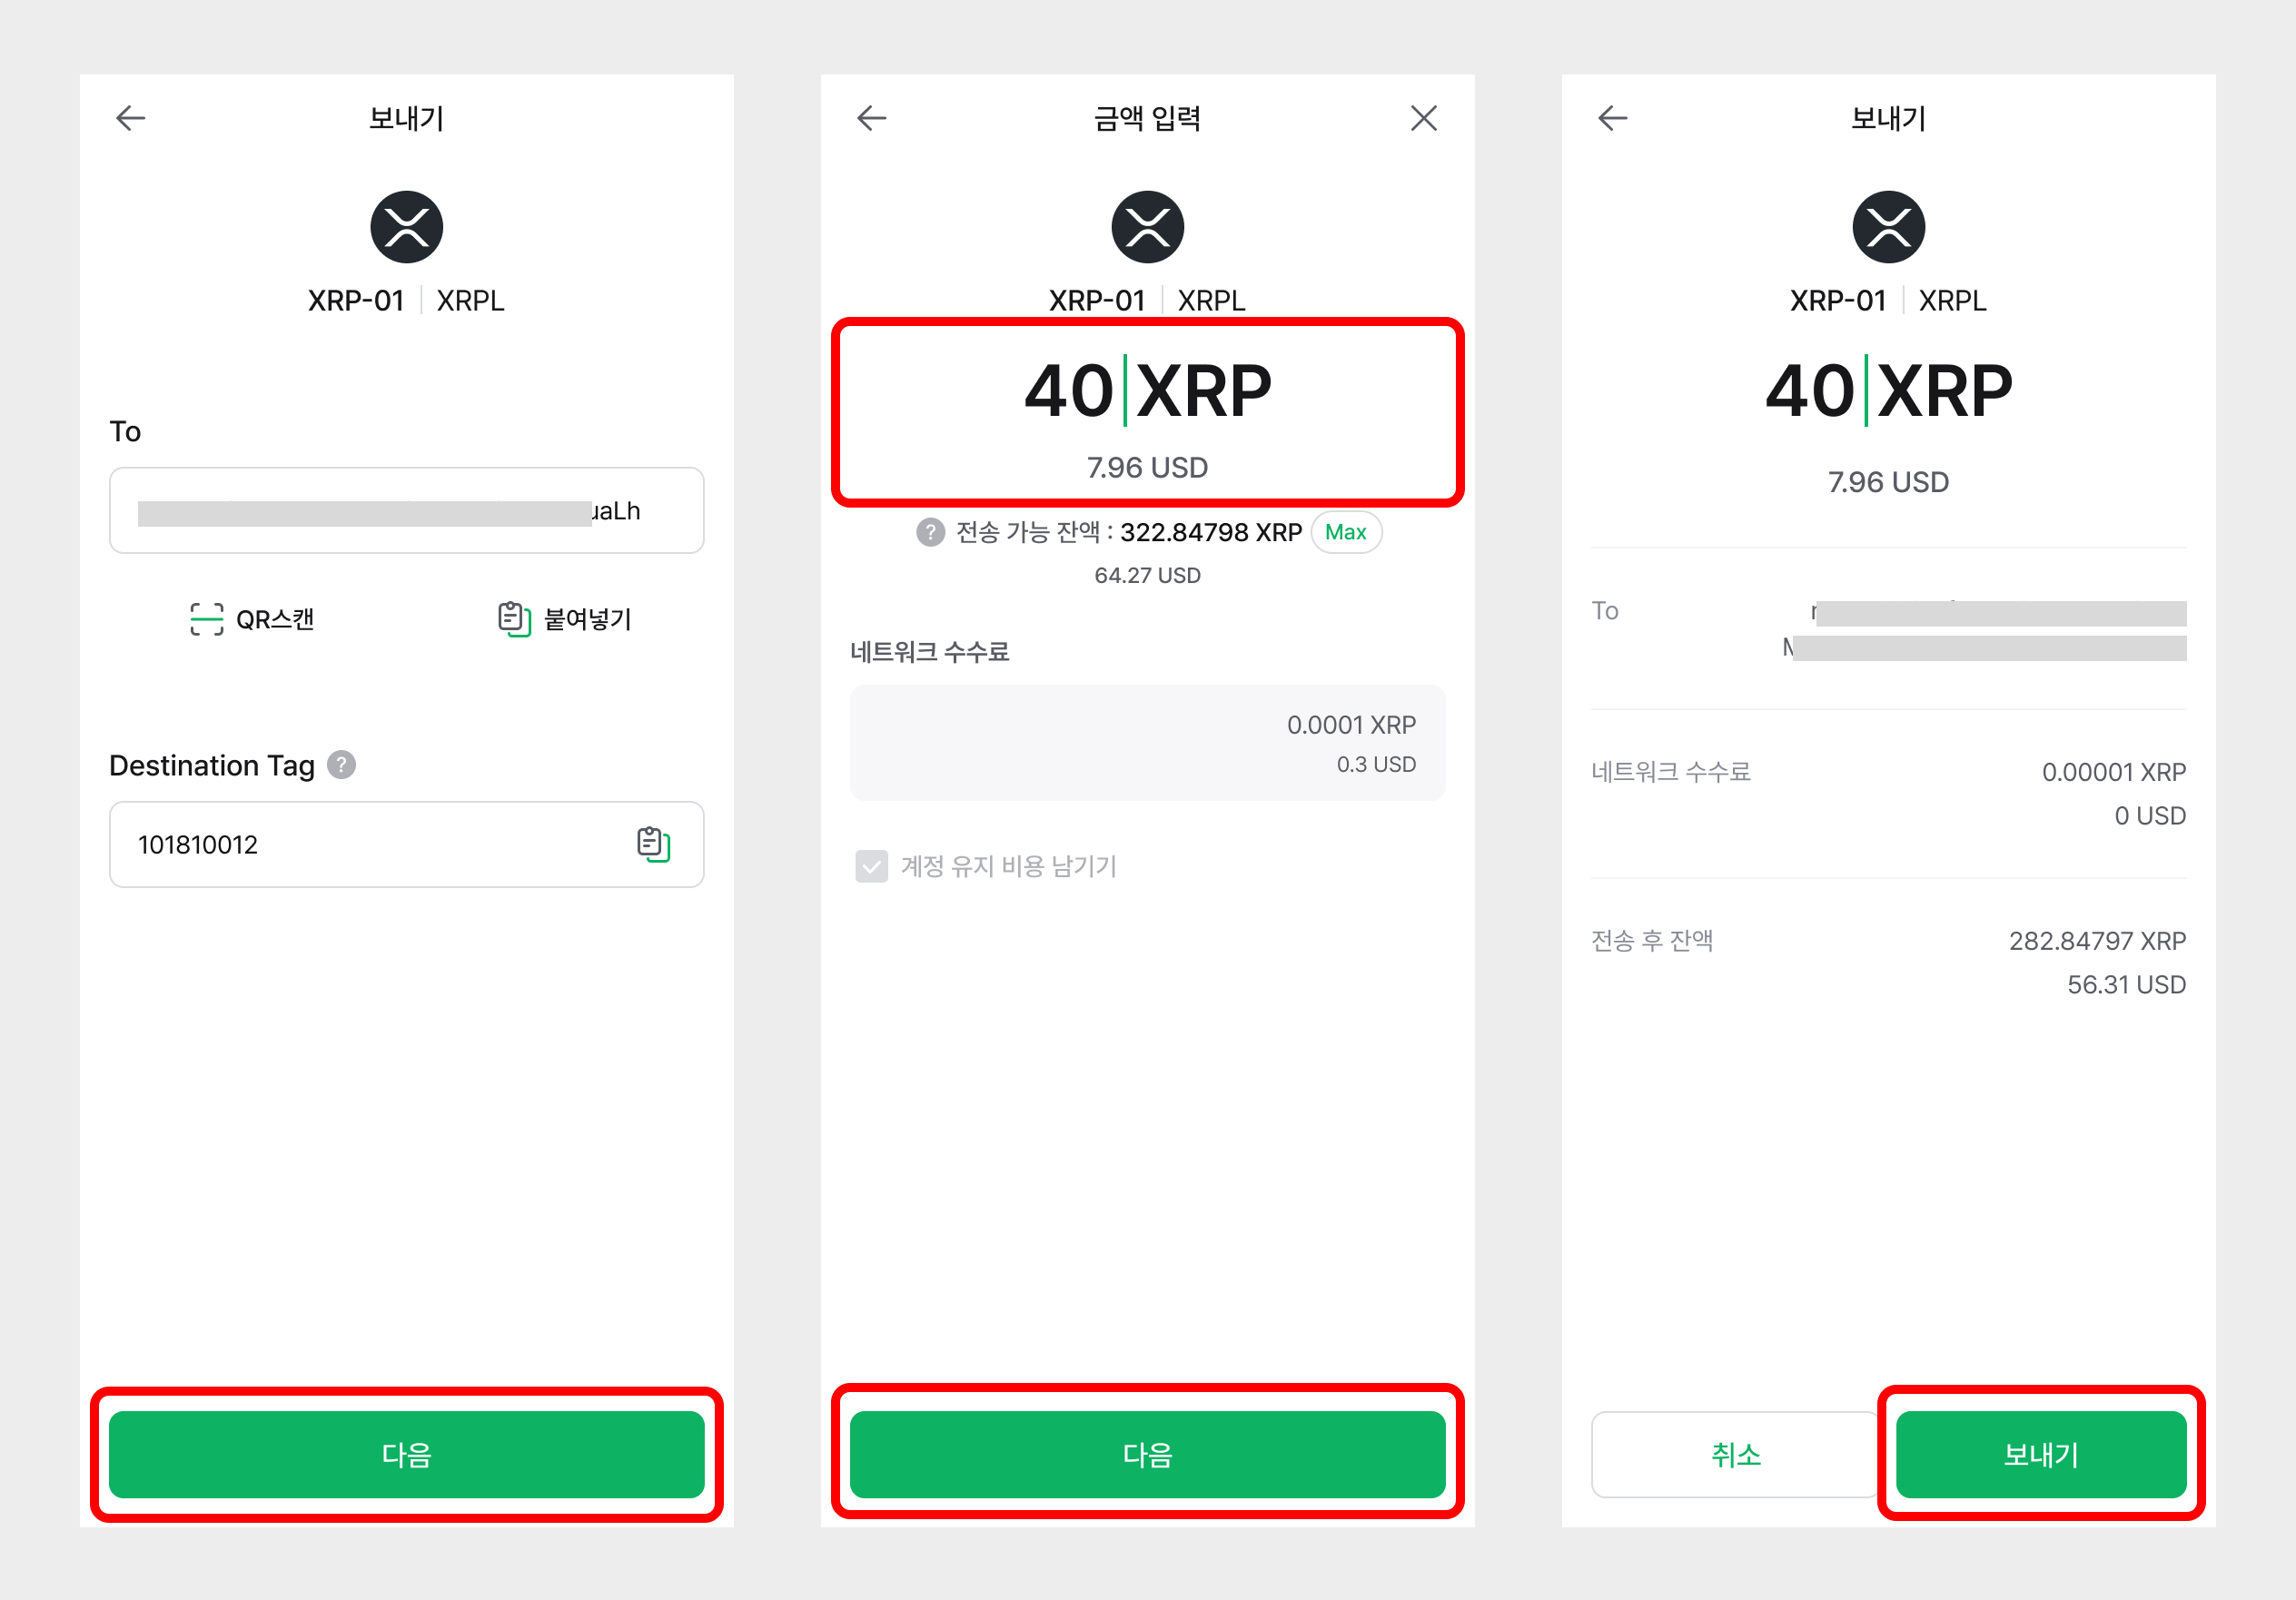 보내기
XRP-01 XRPL
To
uaLh
QR스캔 붙여넣기
Destination Tag ?
101810012
다음
금액 입력
XRP-01 XRPL
40 XRP
7.96 USD
? 전송 가능 잔액 : 322.84798 XRP Max
64.27 USD
네트워크 수수료
0.0001 XRP
0.3 USD
계정 유지 비용 남기기
다음
보내기
XRP-01 XRPL
40 XRP
7.96 USD
To
네트워크 수수료 0.00001 XRP
0 USD
전송 후 잔액 282.84797 XRP
56.31 USD
취소 보내기